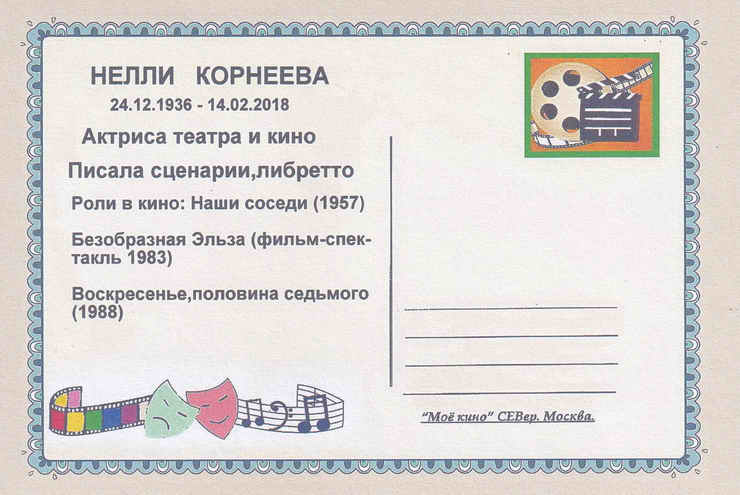 НЕЛЛИ КОРНЕЕВА
24.12.1936 - 14.02.2018
Актриса театра и кино
Писала сценарии,либретто
Роли в кино: Наши соседи (1957)
Безобразная Эльза (фильм-спек-
такль 1983)
Воскресенье,половина седьмого
(1988)
"Моё кино" СЕВер. Москва.